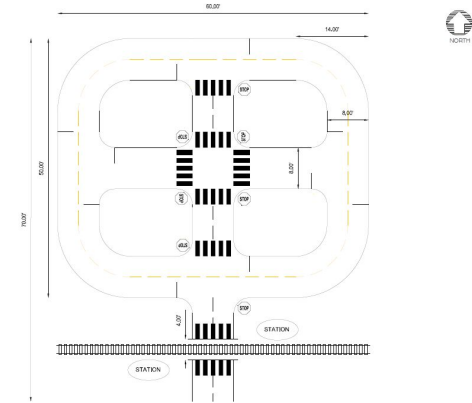 60.00'
NORTH
14.00'
STOP
8.00'
STOP
STOP
8.00'
50.00'
STOP
STOP
70.00'
STOP
STOP
4.00'
STATION
STATION